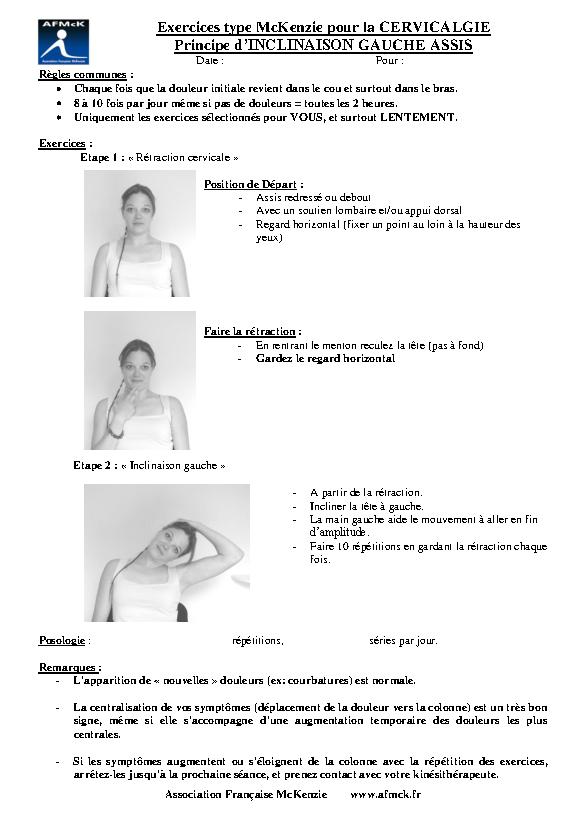 AFMcK
Association Française McKenzie
Exercices type McKenzie pour la CERVICALGIE
Principe d’INCLINAISON GAUCHE ASSIS
Date : Pour :
Règles communes :
• Chaque fois que la douleur initiale revient dans le cou et surtout dans le bras.
• 8 à 10 fois par jour même si pas de douleurs = toutes les 2 heures.
• Uniquement les exercices sélectionnés pour VOUS, et surtout LENTEMENT.
Exercices :
Etape 1 : « Rétraction cervicale »
Position de Départ :
- Assis redressé ou debout
- Avec un soutien lombaire et/ou appui dorsal
- Regard horizontal (fixer un point au loin à la hauteur des
yeux)
Faire la rétraction :
- En rentrant le menton reculez la tête (pas à fond)
- Gardez le regard horizontal
Etape 2 : « Inclinaison gauche »
- A partir de la rétraction.
- Incliner la tête à gauche.
- La main gauche aide le mouvement à aller en fin
d’amplitude.
- Faire 10 répétitions en gardant la rétraction chaque
fois.
Posologie : répétitions, séries par jour.
Remarques :
- L’apparition de « nouvelles » douleurs (ex: courbatures) est normale.
- La centralisation de vos symptômes (déplacement de la douleur vers la colonne) est un très bon
signe, même si elle s’accompagne d’une augmentation temporaire des douleurs les plus
centrales.
- Si les symptômes augmentent ou s’éloignent de la colonne avec la répétition des exercices,
arrêtez-les jusqu’à la prochaine séance, et prenez contact avec votre kinésithérapeute.
Association Française McKenzie www.afmck.fr